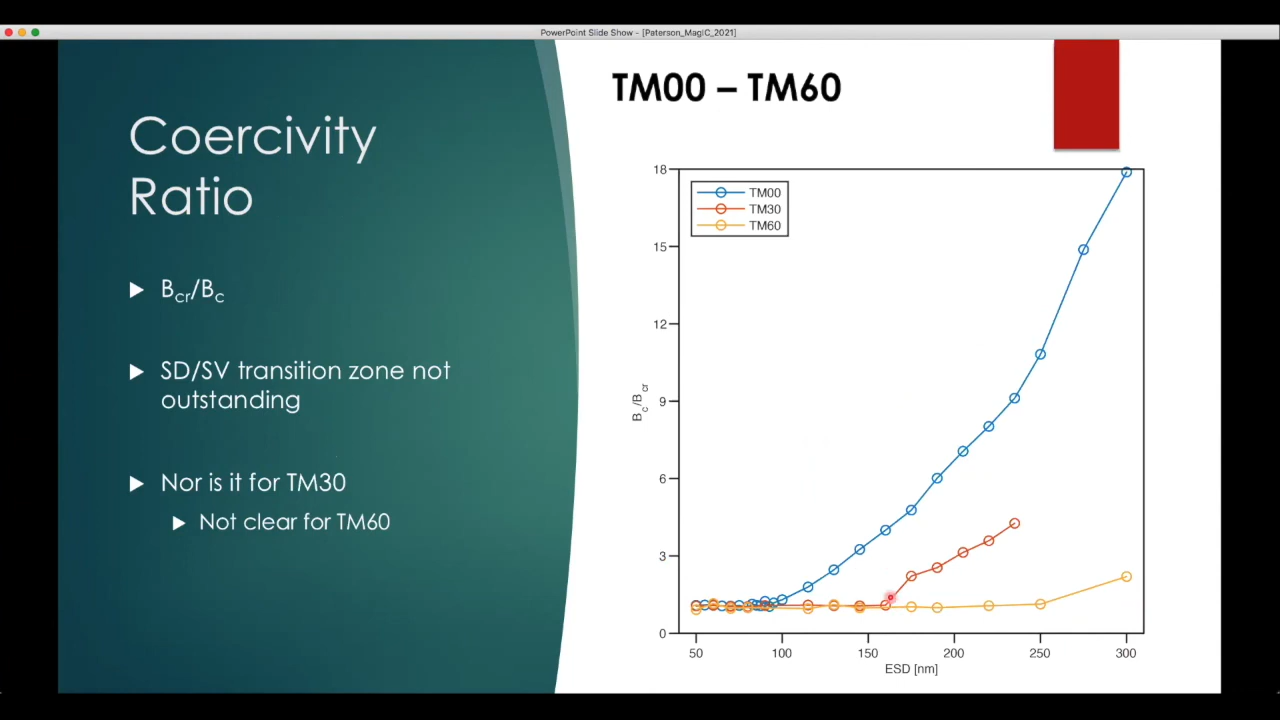 PowerPoint Slide Show - [Paterson_MagIC_2021]
Coercivity
Ratio
B_cr/B_c
SD/SV transition zone not
outstanding
Nor is it for TM30
Not clear for TM60
TM00 – TM60
TM00
TM30
TM60
18
15
12
9
6
3
0
B_c/B_cr
50 100 150 200 250 300
ESD [nm]